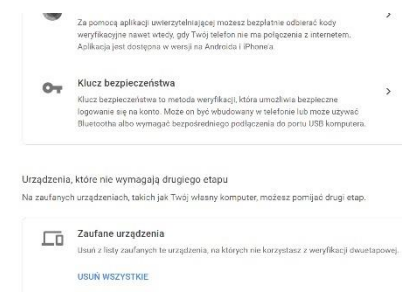 Za pomocą aplikacji uwierzytelniającej możesz bezpłatnie odbierać kody
weryfikacyjne nawet wtedy, gdy Twój telefon nie ma połączenia z internetem.
Aplikacja jest dostępna w wersji na Androida i iPhone'a.
Klucz bezpieczeństwa
Klucz bezpieczeństwa to metoda weryfikacji, która umożliwia bezpieczne
logowanie się na konto. Może on być wbudowany w telefonie lub może używać
Bluetootha albo wymagać bezpośredniego podłączenia do portu USB komputera.
Urządzenia, które nie wymagają drugiego etapu
Na zaufanych urządzeniach, takich jak Twój własny komputer, możesz pomijać drugi etap.
Zaufane urządzenia
Usuń z listy zaufanych te urządzenia, na których nie korzystasz z weryfikacji dwuetapowej.
USUŃ WSZYSTKIE